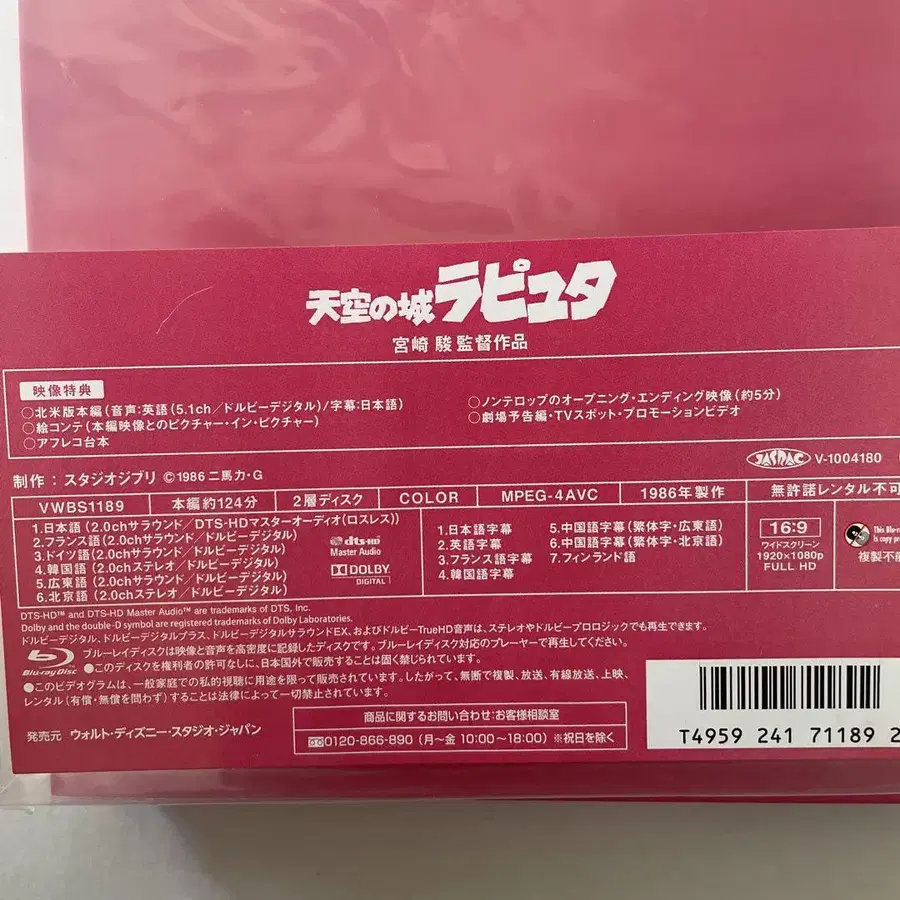 天空の城ラピュタ
宮崎 駿 監督作品
映像特典
○北米版本編(音声:英語(5.1ch/ドルビーデジタル)/字幕:日本語)
○絵コンテ(本編映像とのピクチャー・イン・ピクチャー)
○アフレコ台本
○ノンテロップのオープニング・エンディング映像(約5分)
○劇場予告編・TVスポット・プロモーションビデオ
JASRAC V-1004180
制作:スタジオジブリ ©1986 二馬力・G
VWBS1189 本編約124分 2層ディスク COLOR MPEG-4AVC 1986年製作 無許諾レンタル不可
1.日本語(2.0chサラウンド/DTS-HDマスターオーディオ(ロスレス))
2.フランス語(2.0chサラウンド/ドルビーデジタル)
3.ドイツ語(2.0chサラウンド/ドルビーデジタル)
4.韓国語(2.0chステレオ/ドルビーデジタル)
5.広東語(2.0chサラウンド/ドルビーデジタル)
6.北京語(2.0chステレオ/ドルビーデジタル)
dts-HD
Master Audio
DOLBY
DIGITAL
1.日本語字幕
2.英語字幕
3.フランス語字幕
4.韓国語字幕
5.中国語字幕(繁体字・広東語)
6.中国語字幕(繁体字・北京語)
7.フィンランド語
16:9
ワイドスクリーン
1920×1080p
FULL HD
This Blu-r
is copy pro
複製不
DTS-HD™ and DTS-HD Master Audio™ are trademarks of DTS, Inc.
Dolby and the double-D symbol are registered trademarks of Dolby Laboratories.
ドルビーデジタル、ドルビーデジタルプラス、ドルビーデジタルサラウンドEX、およびドルビーTrueHD音声は、ステレオやドルビープロロジックでも再生できます。
Blu-ray Disc
ブルーレイディスクは映像と音声を高密度に記録したディスクです。ブルーレイディスク対応のプレーヤーで再生してください。
●このディスクを権利者の許可なしに、日本国外で販売することは固く禁じられています。
●このビデオグラムは、一般家庭での私的視聴に用途を限って販売されています。したがって、無断で複製、放送、有線放送、上映、
レンタル(有償・無償を問わず)することは法律によって一切禁止されています。
発売元 ウォルト・ディズニー・スタジオ・ジャパン
商品に関するお問い合わせ:お客様相談室
0120-866-890 (月〜金 10:00〜18:00) ※祝日を除く
T4959 241 71189 2